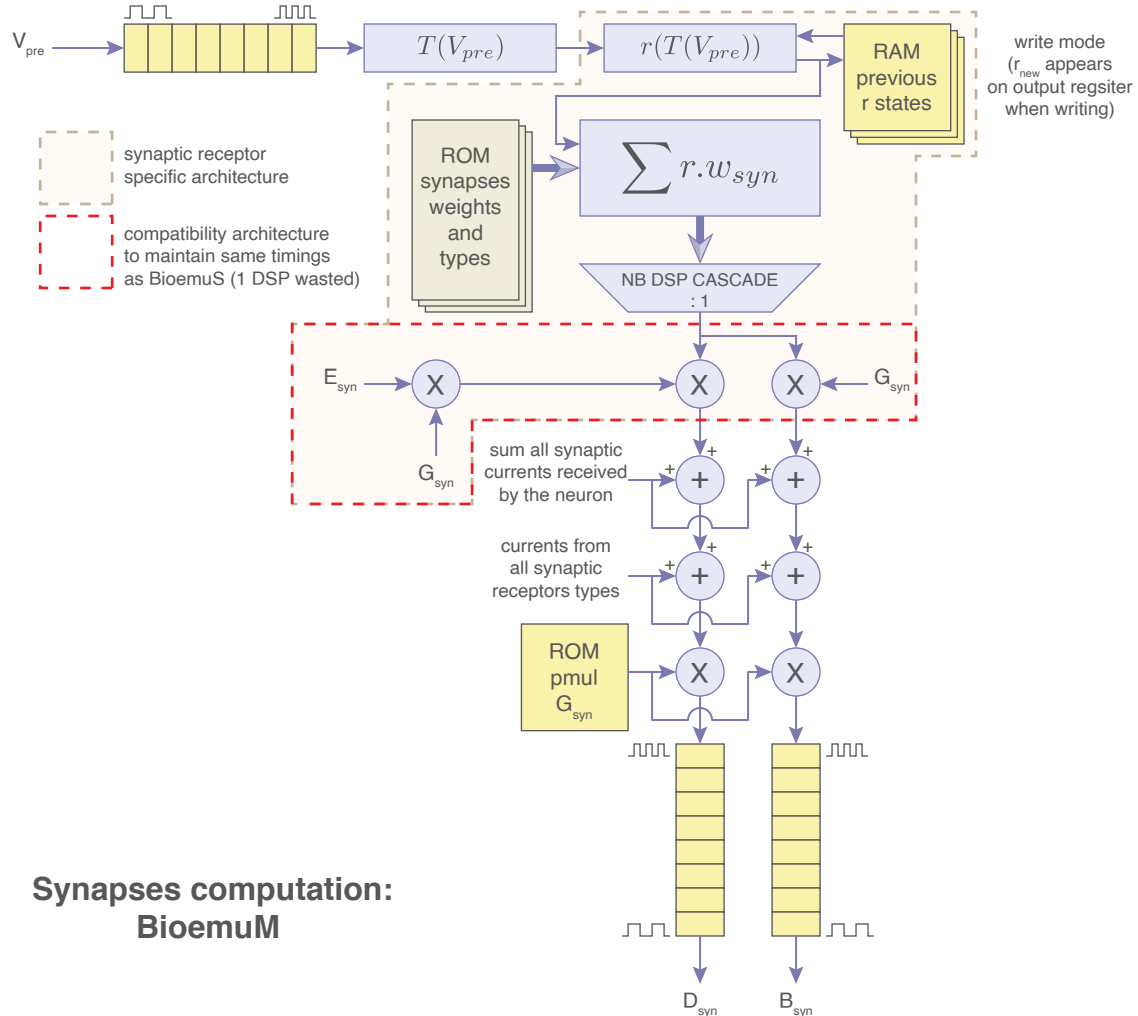 V_pre
T(V_pre)
r(T(V_pre))
RAM
previous
r states
write mode
(r_new appears
on output regsiter
when writing)
synaptic receptor
specific architecture
compatibility architecture
to maintain same timings
as BioemuS (1 DSP wasted)
ROM
synapses
weights
and
types
∑ r.w_syn
NB DSP CASCADE
: 1
E_syn
X
X
X
G_syn
G_syn
sum all synaptic
currents received
by the neuron
+
+
+
+
+
+
currents from
all synaptic
receptors types
+
+
+
+
+
+
ROM
pmul
G_syn
X
X
Synapses computation:
BioemuM
D_syn
B_syn